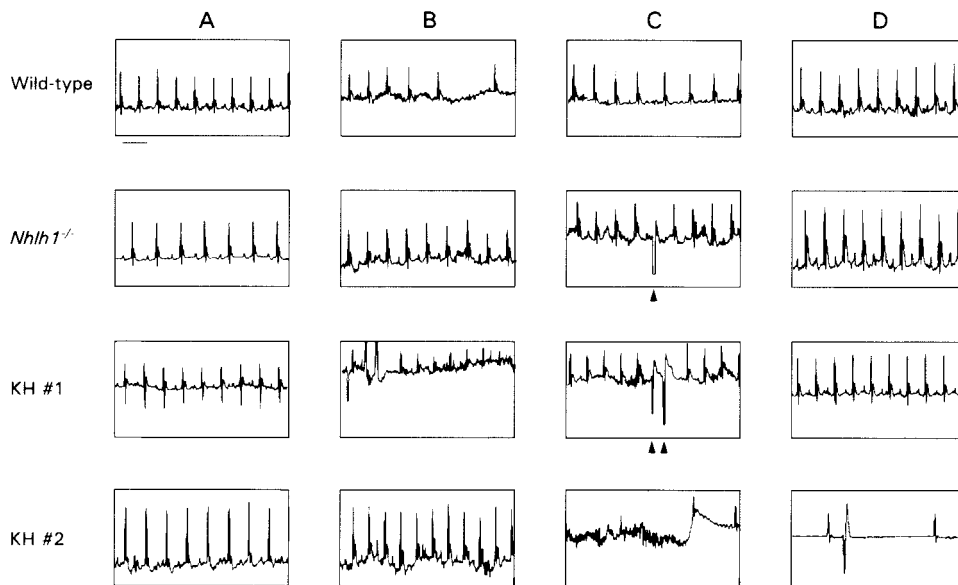 A B C D
Wild-type
Nhlh1-/-
KH #1
KH #2